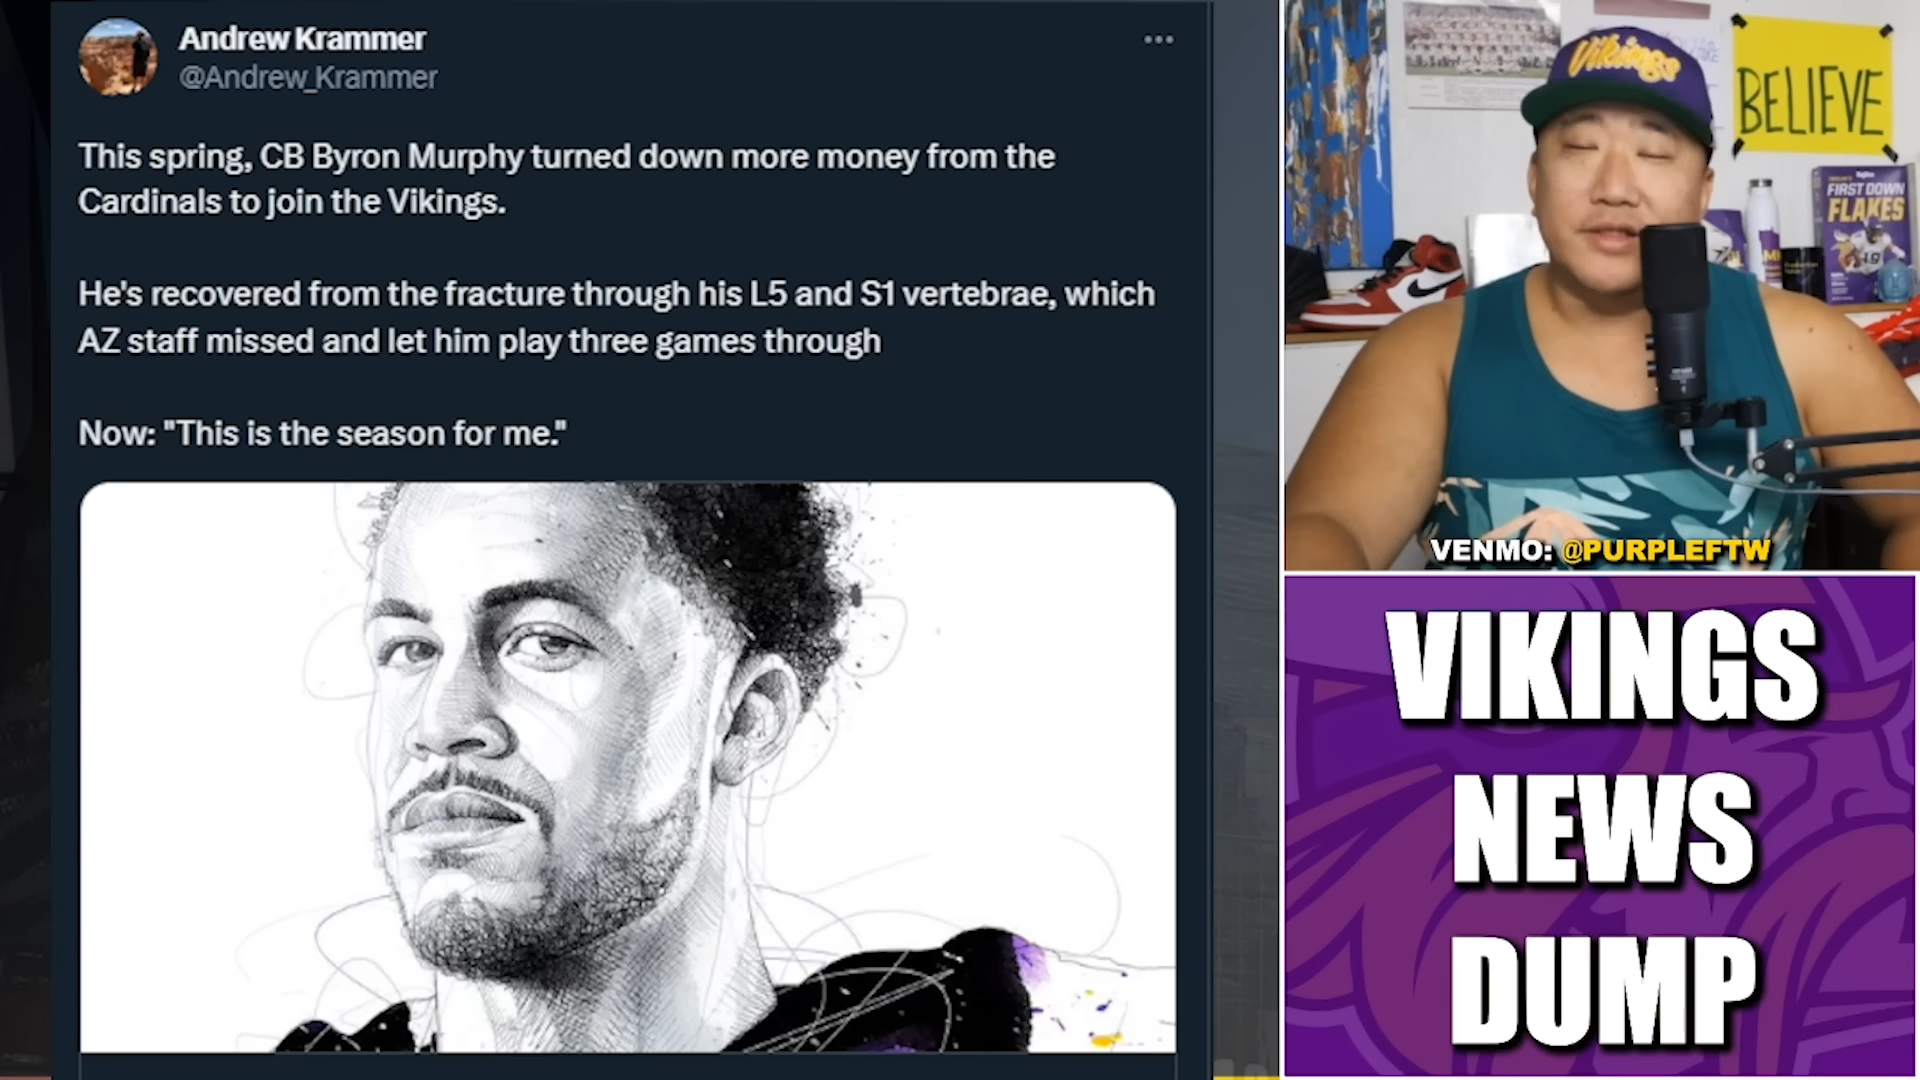 Andrew Krammer
@Andrew_Krammer
This spring, CB Byron Murphy turned down more money from the
Cardinals to join the Vikings.
He's recovered from the fracture through his L5 and S1 vertebrae, which
AZ staff missed and let him play three games through
Now: "This is the season for me."
Vikings
BELIEVE
FIRST DOWN
FLAKES
VENMO: @PURPLEFTW
VIKINGS
NEWS
DUMP